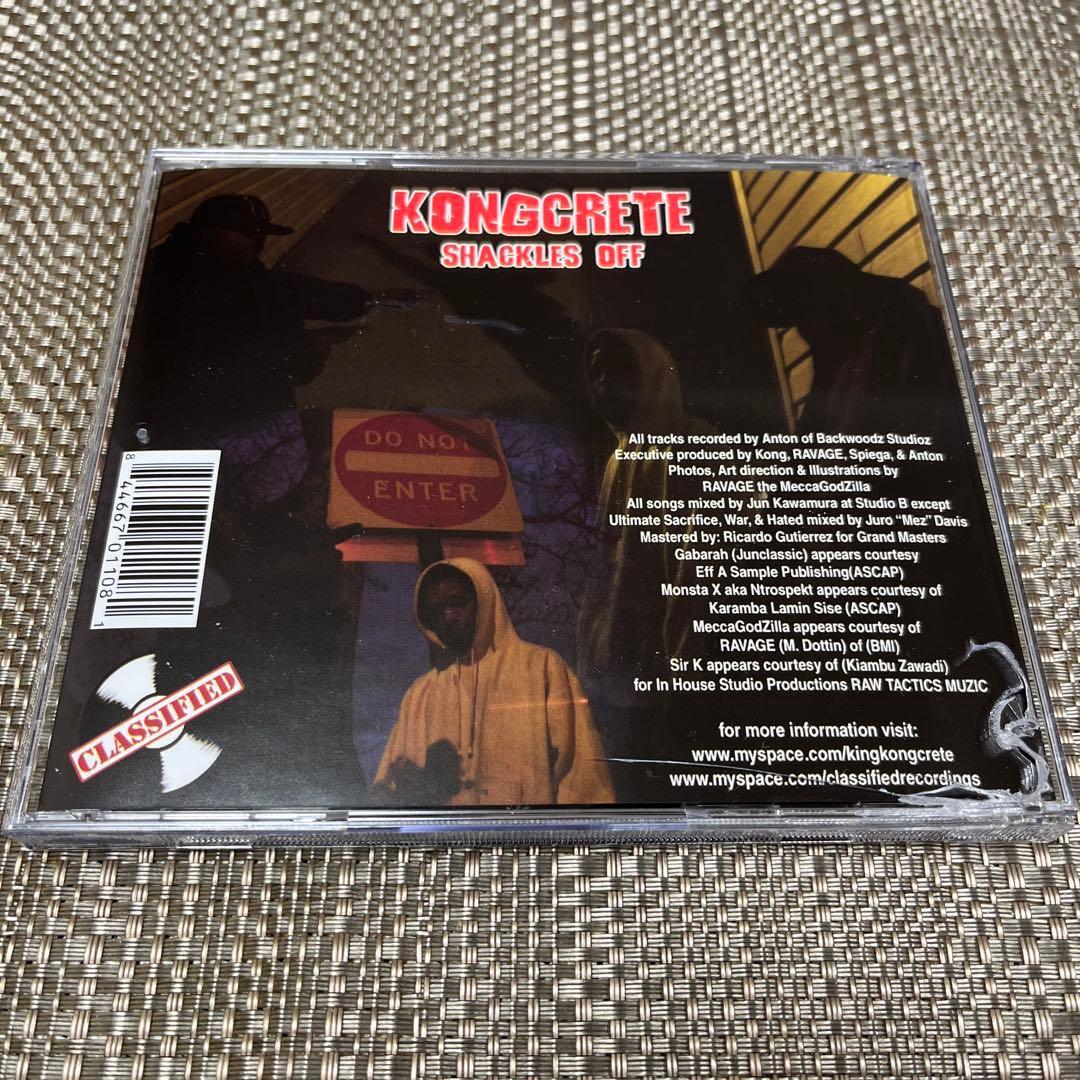 KONGCRETE
SHACKLES OFF
DO NOT
ENTER
All tracks recorded by Anton of Backwoodz Studioz
Executive produced by Kong, RAVAGE, Spiega, & Anton
Photos, Art direction & Illustrations by
RAVAGE the MeccaGodZilla
All songs mixed by Jun Kawamura at Studio B except
Ultimate Sacrifice, War, & Hated mixed by Juro “Mez” Davis
Mastered by: Ricardo Gutierrez for Grand Masters
Gabarah (Junclassic) appears courtesy
Eff A Sample Publishing(ASCAP)
Monsta X aka Ntrospekt appears courtesy of
Karamba Lamin Sise (ASCAP)
MeccaGodZilla appears courtesy of
RAVAGE (M. Dottin) of (BMI)
Sir K appears courtesy of (Kiambu Zawadi)
for In House Studio Productions RAW TACTICS MUZIC
for more information visit:
www.myspace.com/kingkongcrete
www.myspace.com/classifiedrecordings
8 44667 01108 1
CLASSIFIED